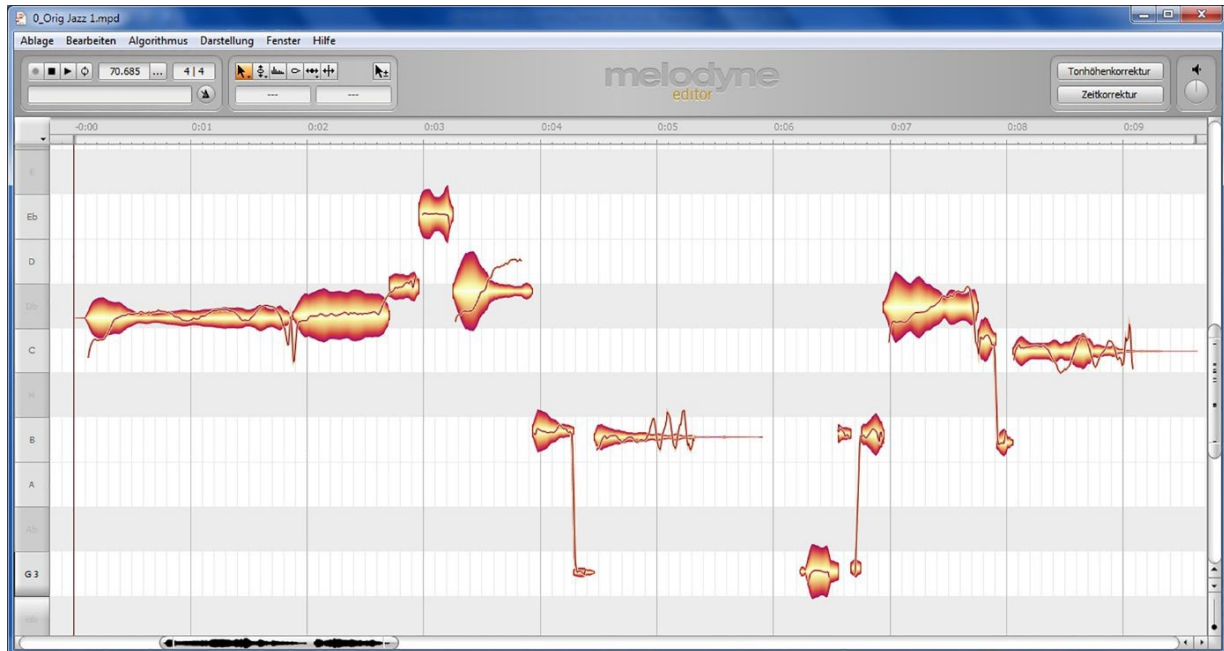 0_Orig Jazz 1.mpd
Ablage Bearbeiten Algorithmus Darstellung Fenster Hilfe
70.685 ... 4 | 4
--- ---
melodyne
editor
Tonhöhenkorrektur
Zeitkorrektur
-0:00 0:01 0:02 0:03 0:04 0:05 0:06 0:07 0:08 0:09
E
Eb
D
Db
C
H
B
A
Ab
G 3